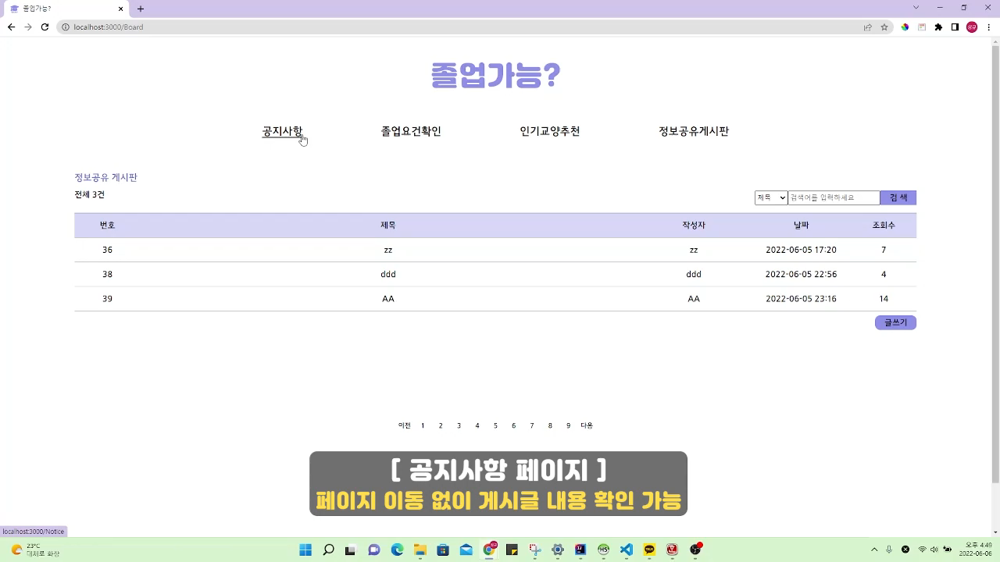 졸업가능?
localhost:3000/Board
졸업가능?
공지사항 졸업요건확인 인기교양추천 정보공유게시판
정보공유 게시판
전체 3건
제목 검색어를 입력하세요 검 색
번호 제목 작성자 날짜 조회수
36 zz zz 2022-06-05 17:20 7
38 ddd ddd 2022-06-05 22:56 4
39 AA AA 2022-06-05 23:16 14
글쓰기
이전 1 2 3 4 5 6 7 8 9 다음
[ 공지사항 페이지 ]
페이지 이동 없이 게시글 내용 확인 가능
localhost:3000/Notice
23°C
대체로 화창
오후 4:49
2022-06-06